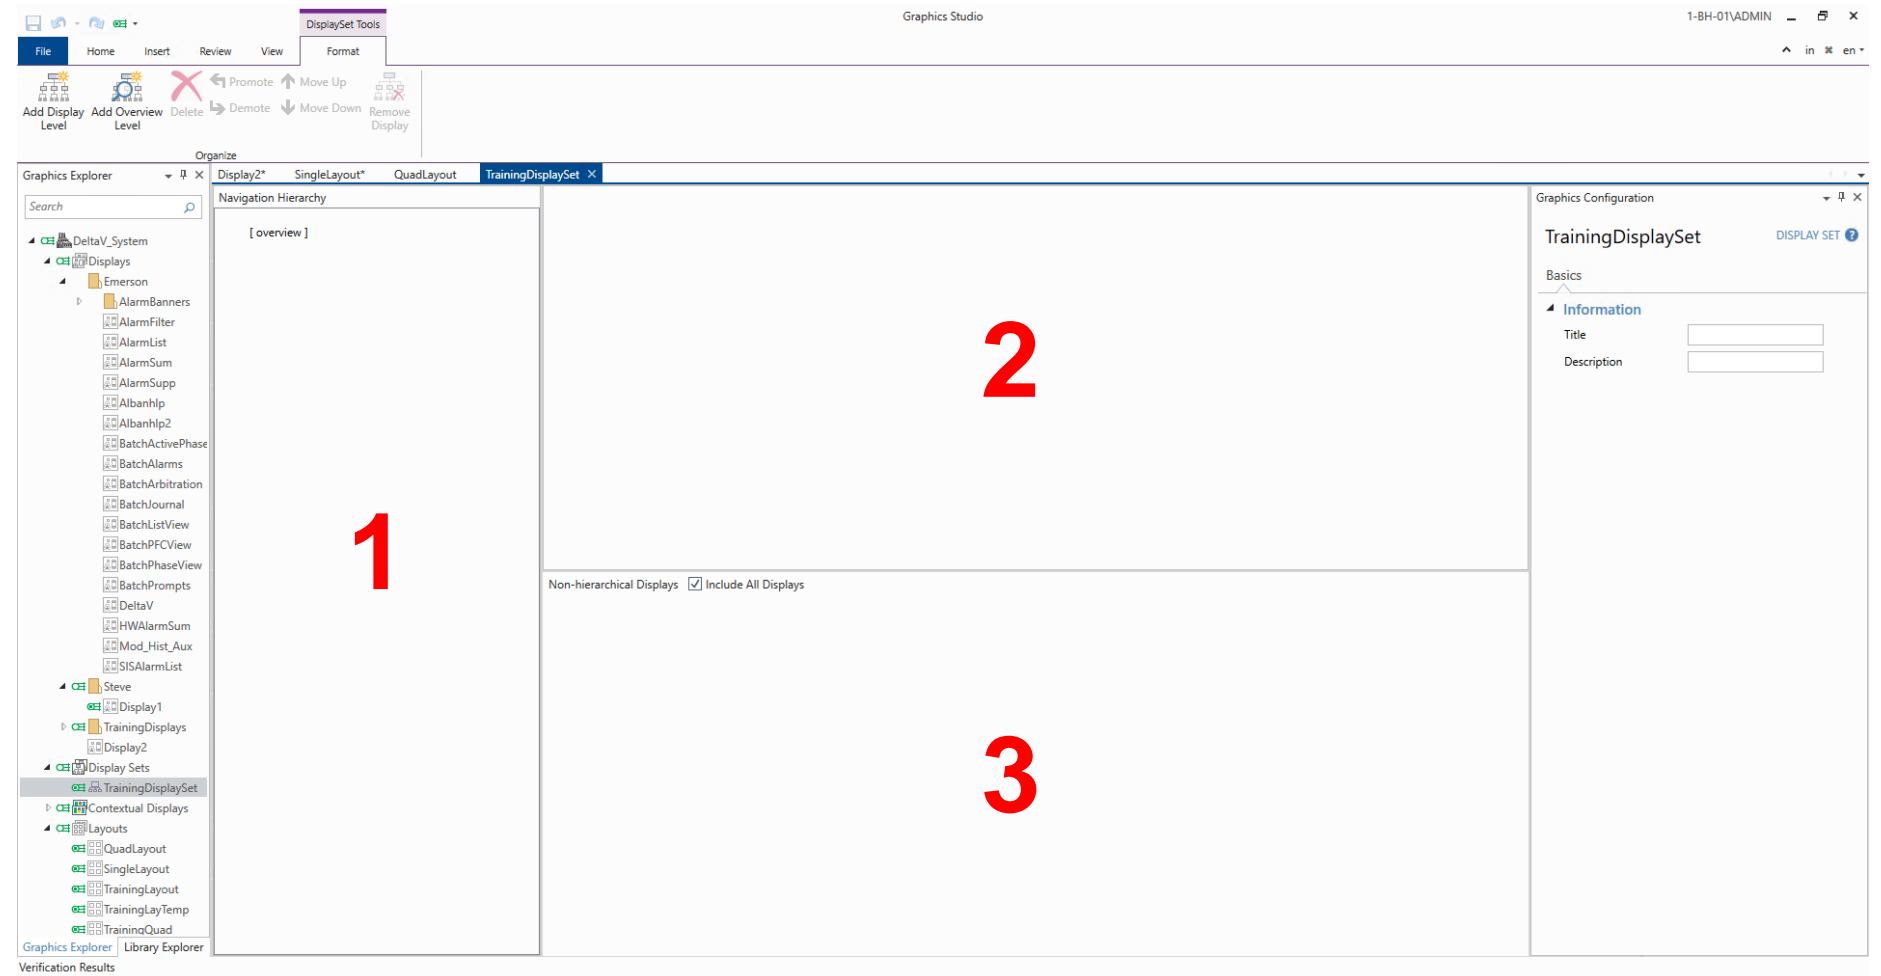 DisplaySet Tools
Graphics Studio
1-BH-01\ADMIN
File
Home
Insert
Review
View
Format
in
en
Add Display Level
Add Overview Level
Delete
Promote
Demote
Move Up
Move Down
Remove Display
Organize
Graphics Explorer
Display2*
SingleLayout*
QuadLayout
TrainingDisplaySet
Search
DeltaV_System
Displays
Emerson
AlarmBanners
AlarmFilter
AlarmList
AlarmSum
AlarmSupp
Albanhlp
Albanhlp2
BatchActivePhase
BatchAlarms
BatchArbitration
BatchJournal
BatchListView
BatchPFCView
BatchPhaseView
BatchPrompts
DeltaV
HWAlarmSum
Mod_Hist_Aux
SISAlarmList
Steve
Display1
TrainingDisplays
Display2
Display Sets
TrainingDisplaySet
Contextual Displays
Layouts
QuadLayout
SingleLayout
TrainingLayout
TrainingLayTemp
TrainingQuad
Graphics Explorer
Library Explorer
Verification Results
Navigation Hierarchy
[ overview ]
1
2
Non-hierarchical Displays
Include All Displays
3
Graphics Configuration
TrainingDisplaySet
DISPLAY SET ?
Basics
Information
Title
Description